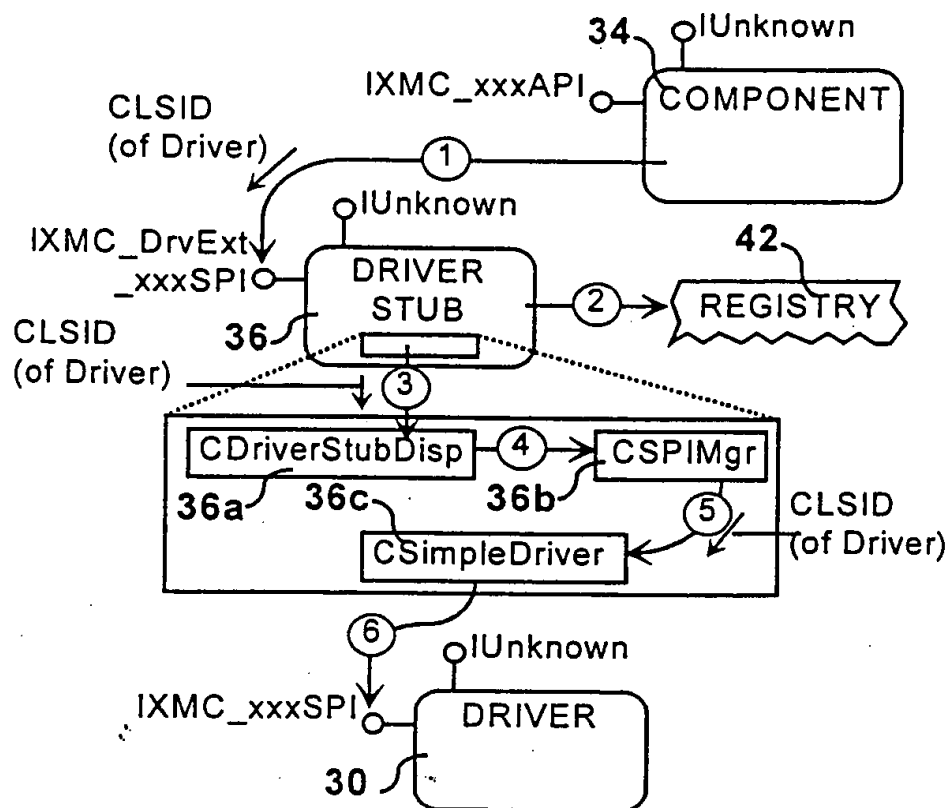 34
IUnknown
IXMC_xxxAPI
COMPONENT
CLSID
(of Driver)
1
IUnknown
IXMC_DrvExt
_xxxSPI
DRIVER
STUB
36
2
42
REGISTRY
CLSID
(of Driver)
3
CDriverStubDisp
4
CSPIMgr
36a
36c
36b
5
CLSID
(of Driver)
CSimpleDriver
6
IUnknown
IXMC_xxxSPI
DRIVER
30